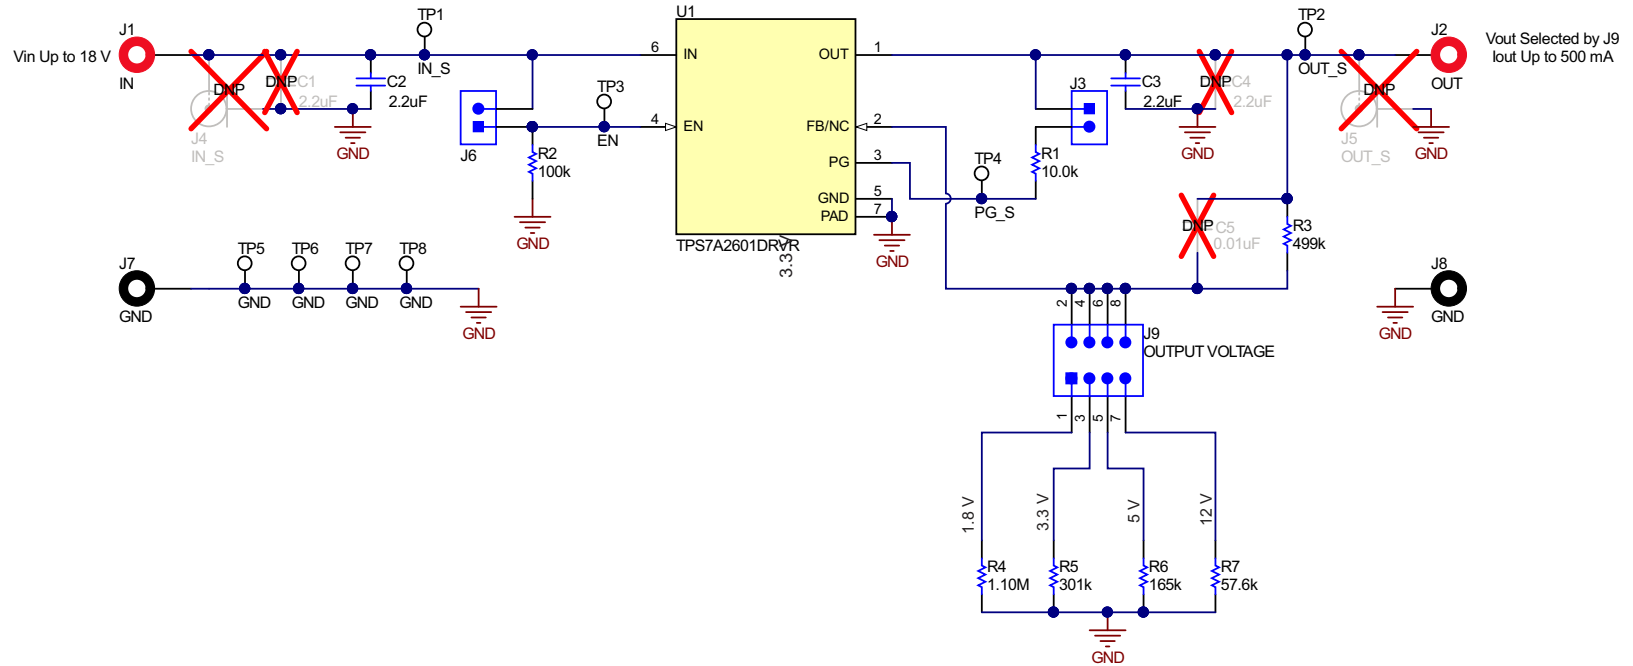 Vin Up to 18 V
J1
IN
DNP
J4
IN_S
DNP
C1
2.2uF
C2
2.2uF
GND
TP1
IN_S
J6
TP3
EN
R2
100k
GND
U1
6
IN
4
EN
OUT
1
FB/NC
2
PG
3
GND
5
PAD
7
TPS7A2601DRVR
3.3 V
GND
TP4
PG_S
R1
10.0k
J3
C3
2.2uF
DNP
C4
2.2uF
GND
TP2
OUT_S
DNP
J5
OUT_S
GND
J2
OUT
Vout Selected by J9
Iout Up to 500 mA
DNP
C5
0.01uF
R3
499k
J7
GND
TP5
GND
TP6
GND
TP7
GND
TP8
GND
GND
J8
GND
GND
2
4
6
8
J9
OUTPUT VOLTAGE
1
3
5
7
1.8 V
3.3 V
5 V
12 V
R4
1.10M
R5
301k
R6
165k
R7
57.6k
GND